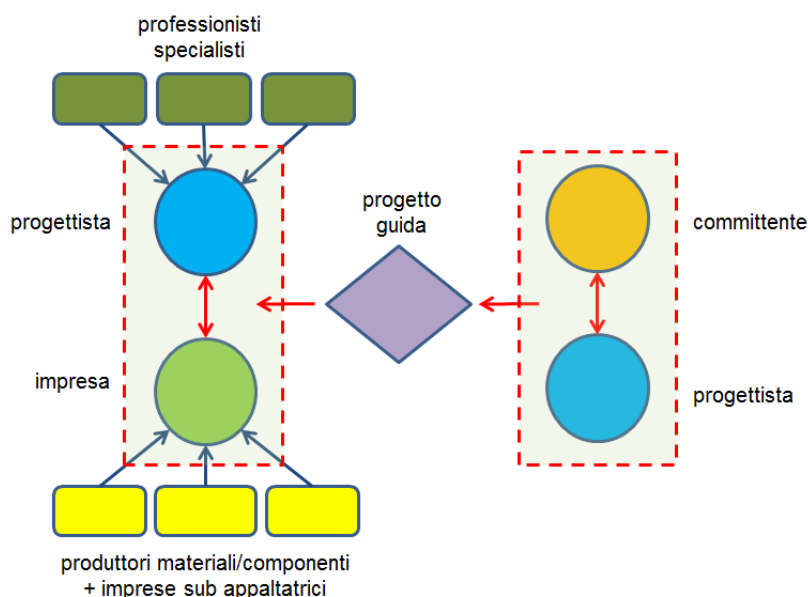 professionisti
specialisti
progettista
progetto
guida
committente
impresa
progettista
produttori materiali/componenti
+ imprese sub appaltatrici